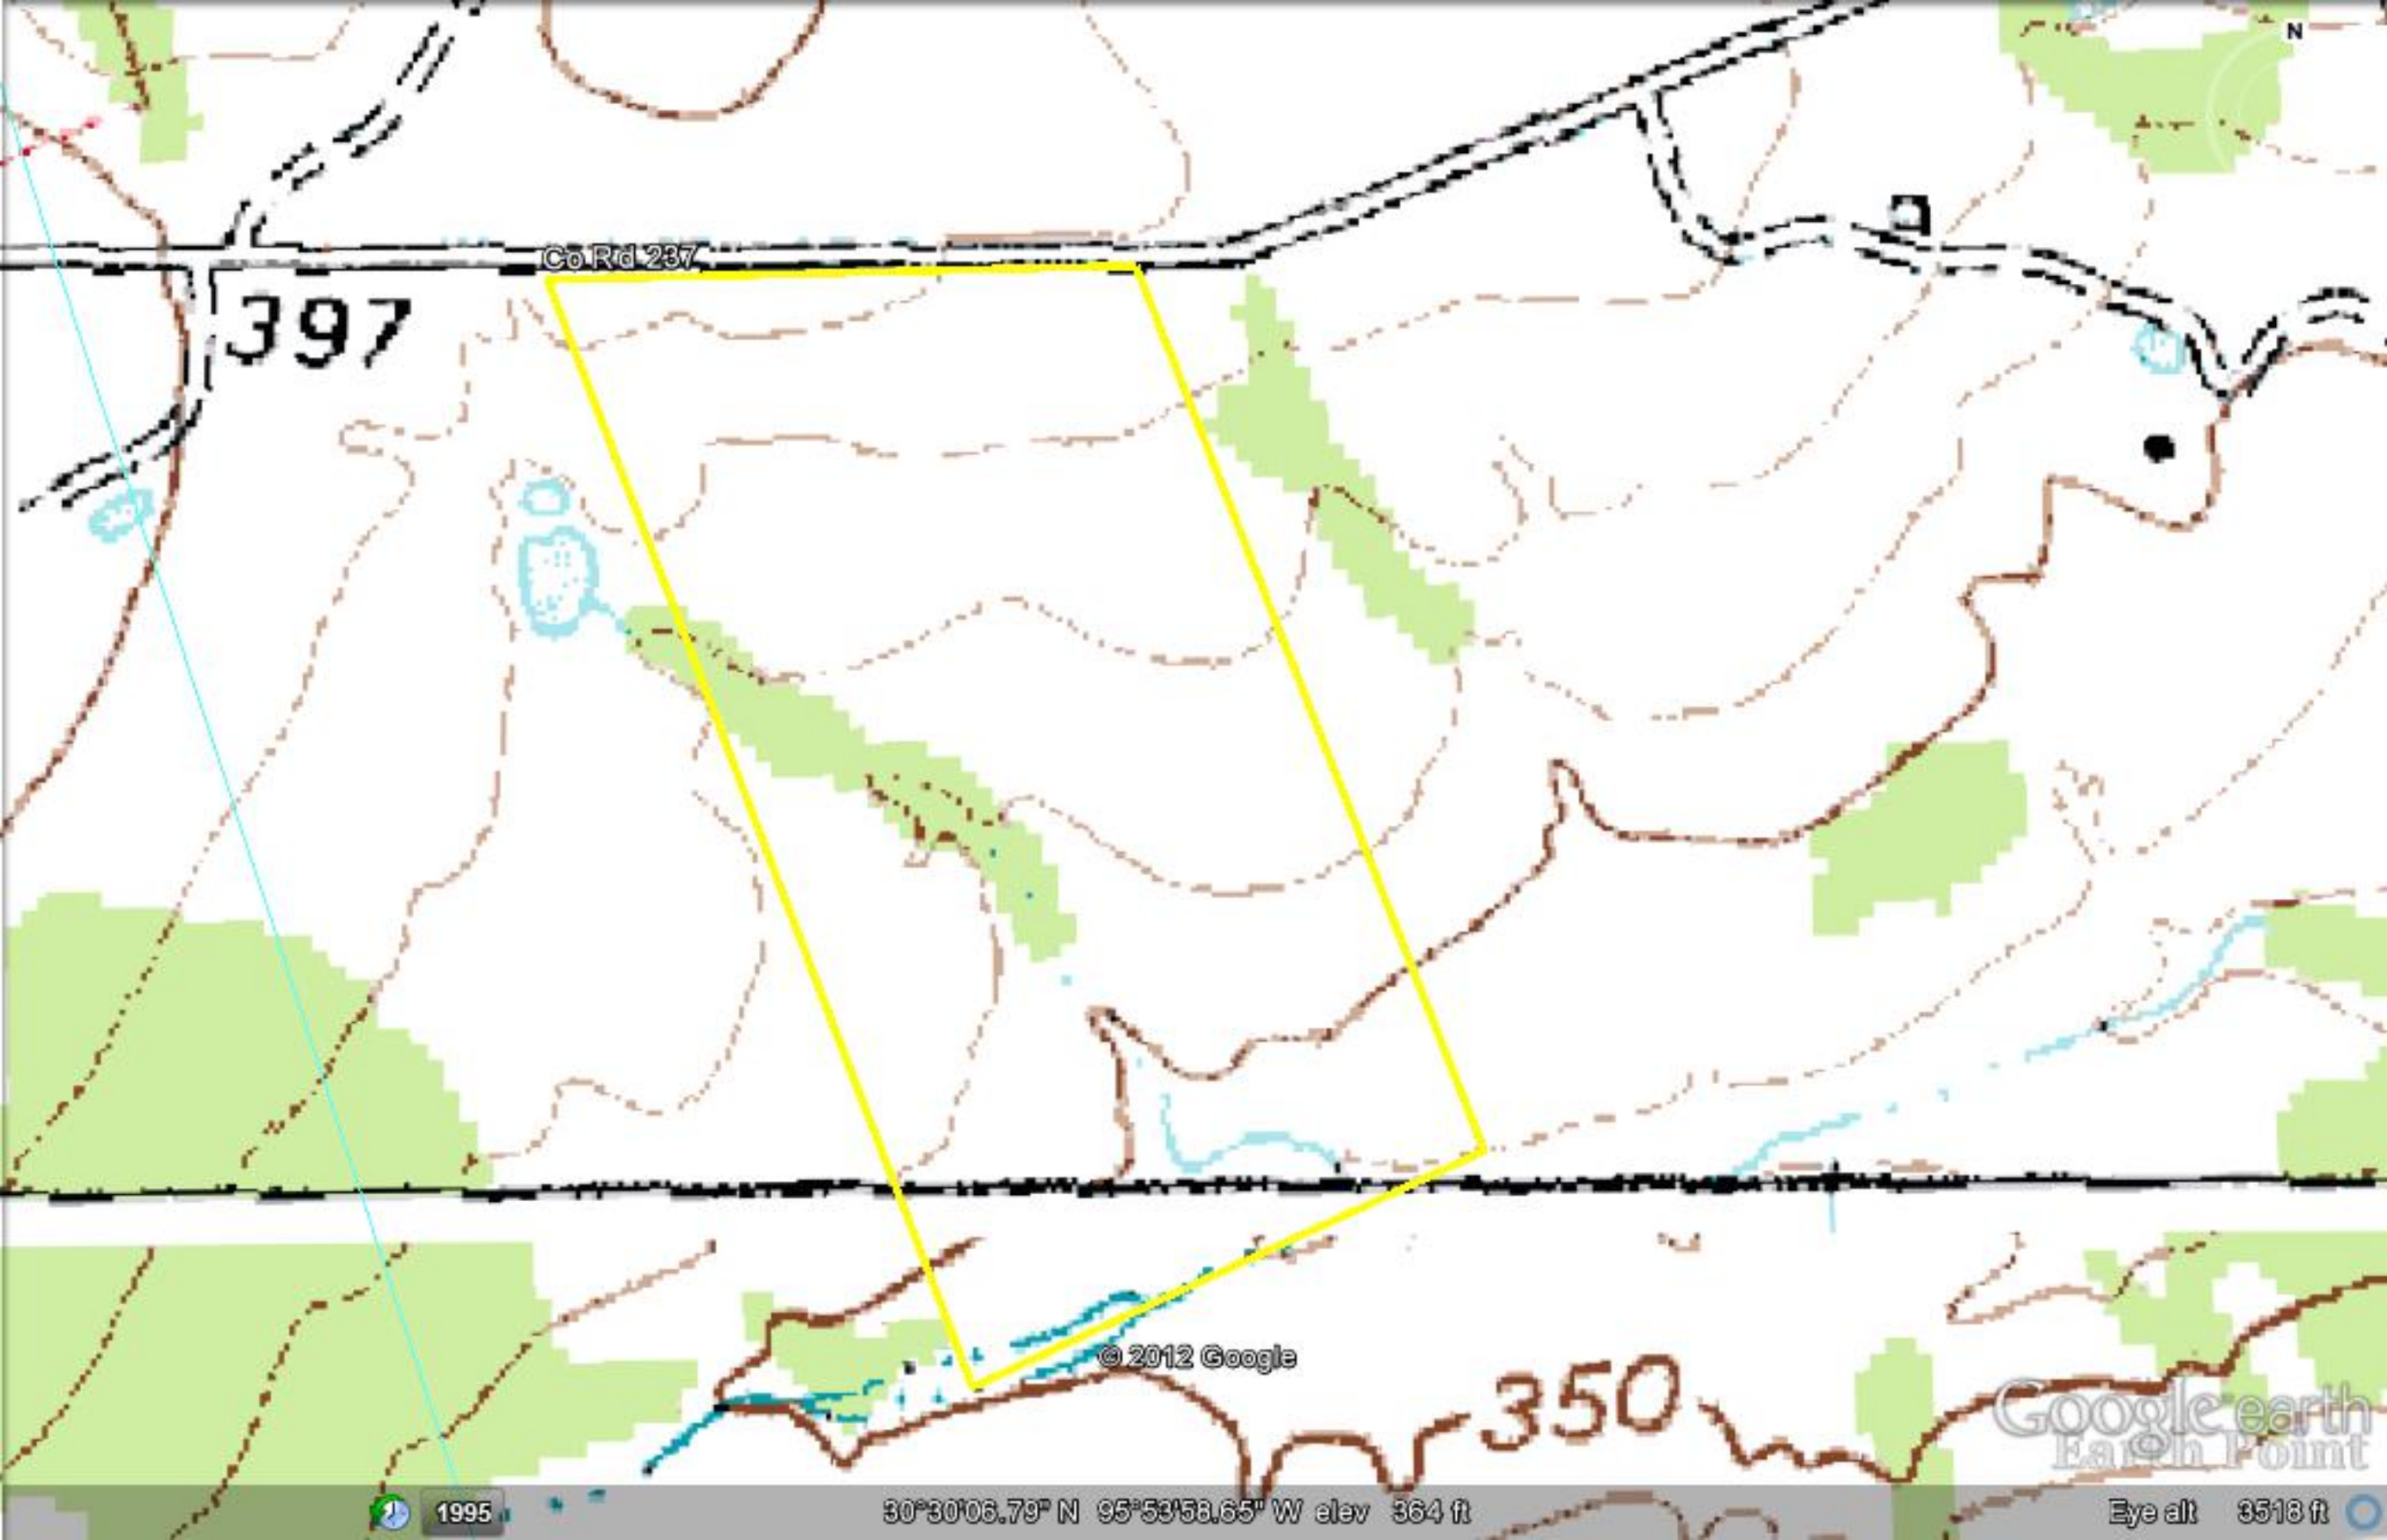 N
Co Rd 237
397
© 2012 Google
350
Google earth
Earth Point
1995
30°30'06.79" N 95°53'58.65" W elev 364 ft
Eye alt 3518 ft